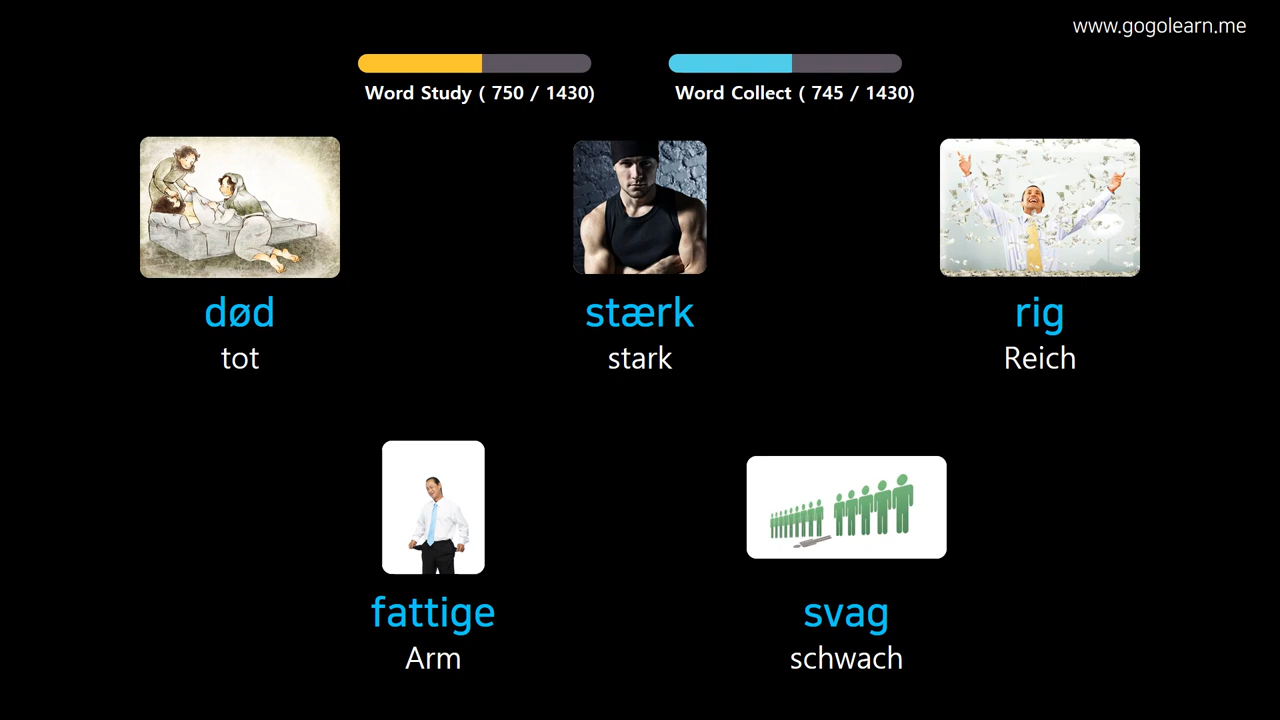 www.gogolearn.me
Word Study ( 750 / 1430)
Word Collect ( 745 / 1430)
død
tot
stærk
stark
rig
Reich
fattige
Arm
svag
schwach